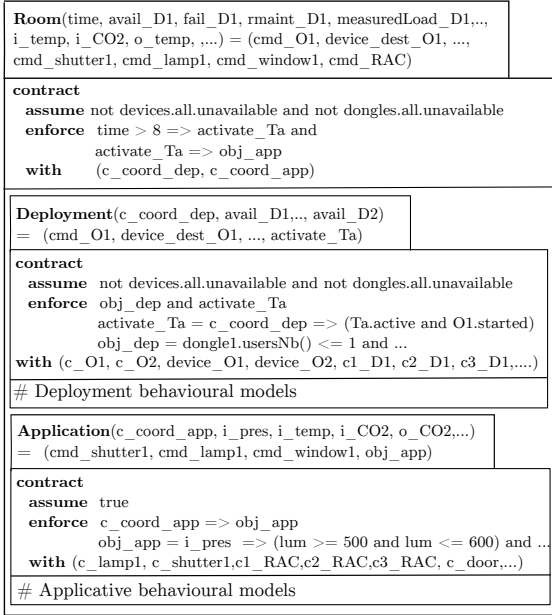 Room(time, avail_D1, fail_D1, rmaint_D1, measuredLoad_D1,..,
i_temp, i_CO2, o_temp, ,...) = (cmd_O1, device_dest_O1, ...,
cmd_shutter1, cmd_lamp1, cmd_window1, cmd_RAC)
contract
assume not devices.all.unavailable and not dongles.all.unavailable
enforce time > 8 => activate_Ta and
activate_Ta => obj_app
with (c_coord_dep, c_coord_app)
Deployment(c_coord_dep, avail_D1,.., avail_D2)
= (cmd_O1, device_dest_O1, ..., activate_Ta)
contract
assume not devices.all.unavailable and not dongles.all.unavailable
enforce obj_dep and activate_Ta
activate_Ta = c_coord_dep => (Ta.active and O1.started)
obj_dep = dongle1.usersNb() <= 1 and ...
with (c_O1, c_O2, device_O1, device_O2, c1_D1, c2_D1, c3_D1,....)
# Deployment behavioural models
Application(c_coord_app, i_pres, i_temp, i_CO2, o_CO2,...)
= (cmd_shutter1, cmd_lamp1, cmd_window1, obj_app)
contract
assume true
enforce c_coord_app => obj_app
obj_app = i_pres => (lum >= 500 and lum <= 600) and ...
with (c_lamp1, c_shutter1,c1_RAC,c2_RAC,c3_RAC, c_door,...)
# Applicative behavioural models